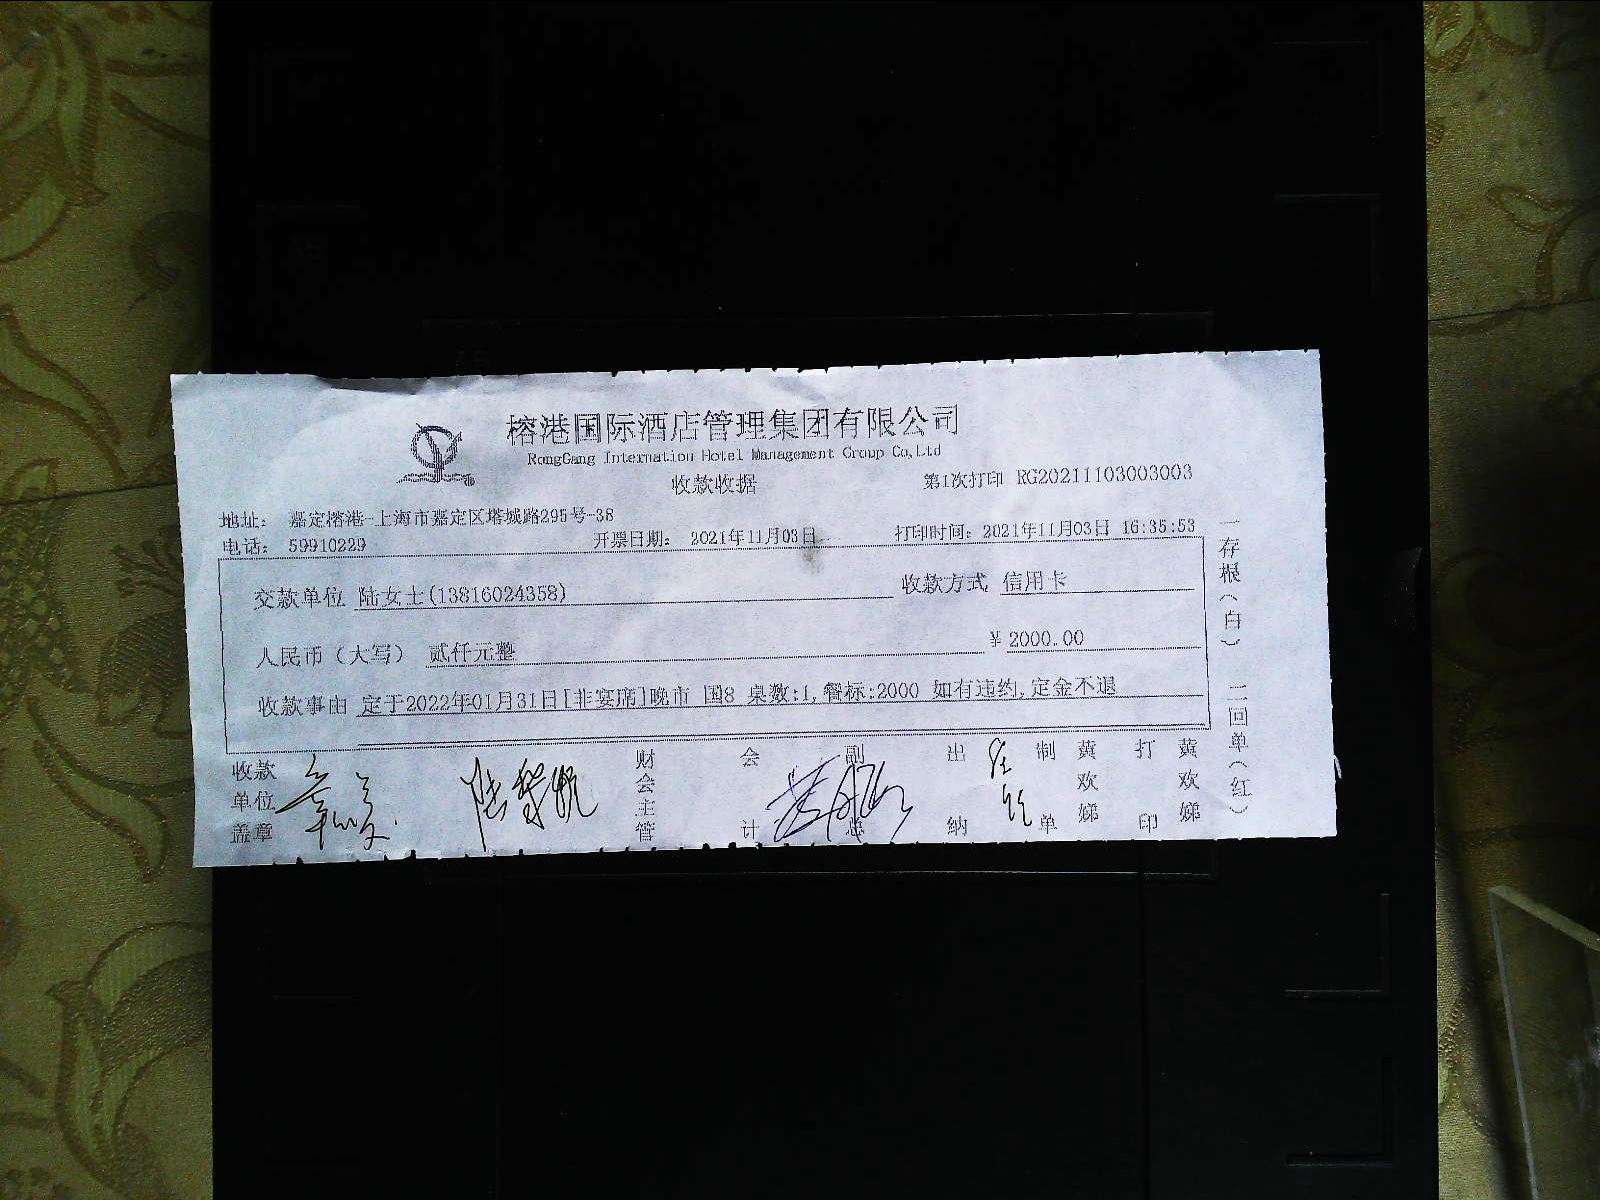 榕港国际酒店管理集团有限公司
RongGang Internation Hotel Management Group Co,Ltd
收款收据
第1次打印 RG20211103003003
地址: 嘉定榕港-上海市嘉定区塔城路295号-38
电话: 59910229 开票日期: 2021年11月03日 打印时间: 2021年11月03日 16:35:53
交款单位 陆女士(13816024358) 收款方式 信用卡
人民币（大写） 贰仟元整 ¥ 2000.00
收款事由 定于2022年01月31日[非宴席]晚市 国8 桌数:1,餐标:2000 如有违约,定金不退
收款单位盖章 财会主管 会计 副总 出纳 制单 黄欢娣 打印 黄欢娣
一存根（白） 二回单（红）